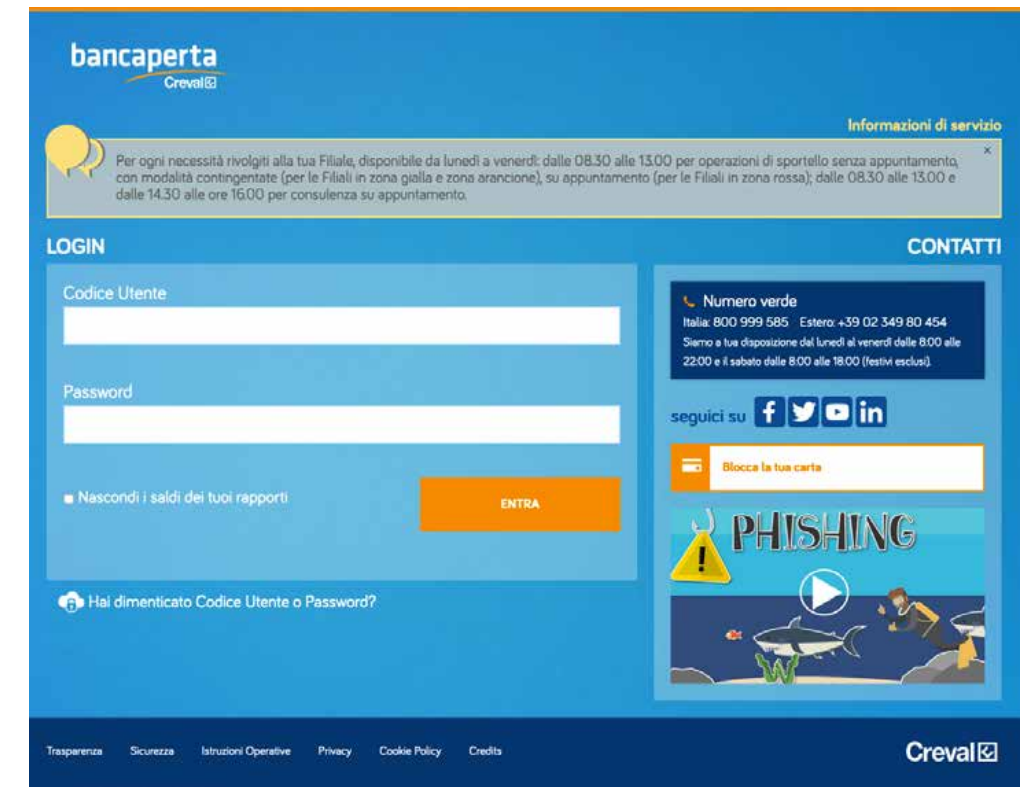 bancaperta
Creval
Informazioni di servizio
×
Per ogni necessità rivolgiti alla tua Filiale, disponibile da lunedì a venerdì: dalle 08.30 alle 13.00 per operazioni di sportello senza appuntamento,
con modalità contingentate (per le Filiali in zona gialla e zona arancione), su appuntamento (per le Filiali in zona rossa); dalle 08.30 alle 13.00 e
dalle 14.30 alle ore 16.00 per consulenza su appuntamento.
LOGIN
Codice Utente
Password
Nascondi i saldi dei tuoi rapporti
ENTRA
Hai dimenticato Codice Utente o Password?
CONTATTI
Numero verde
Italia: 800 999 585 Estero: +39 02 349 80 454
Siamo a tua disposizione dal lunedì al venerdì dalle 8:00 alle
22:00 e il sabato dalle 8:00 alle 18:00 (festivi esclusi).
seguici su
Blocca la tua carta
PHISHING
Trasparenza Sicurezza Istruzioni Operative Privacy Cookie Policy Credits
Creval